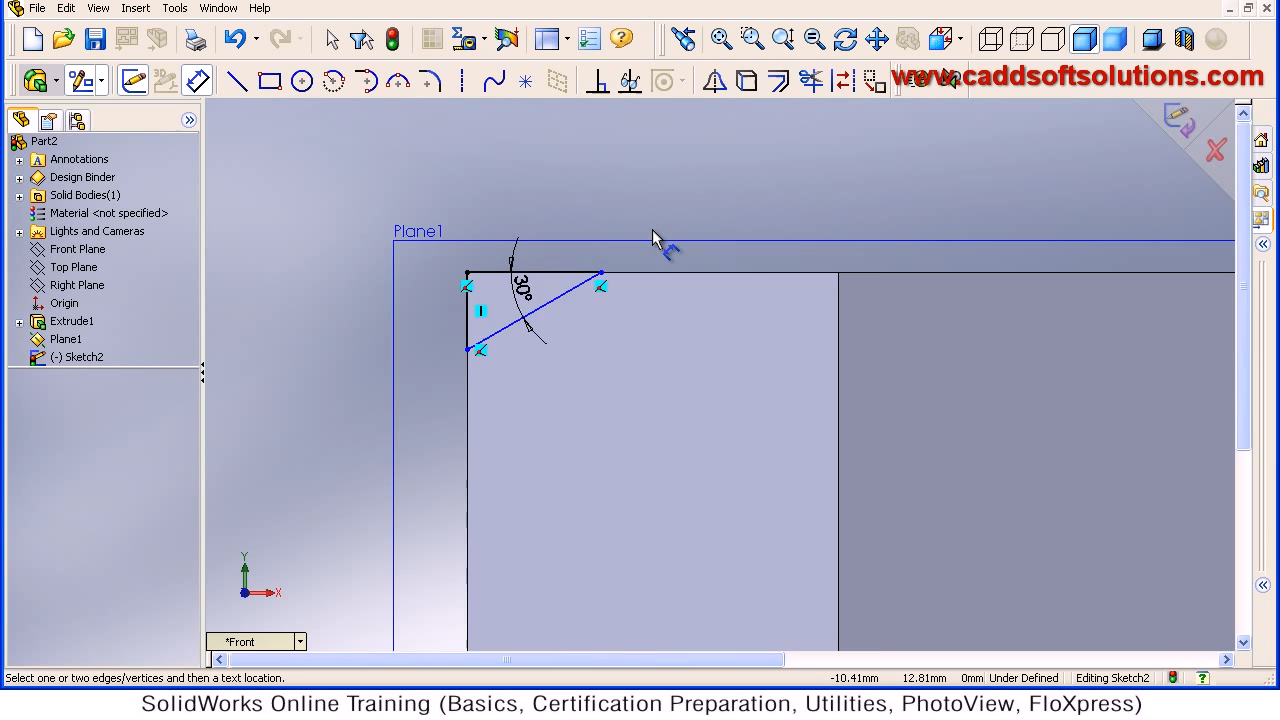 File Edit View Insert Tools Window Help
www.caddsoftsolutions.com
Part2
Annotations
Design Binder
Solid Bodies(1)
Material <not specified>
Lights and Cameras
Front Plane
Top Plane
Right Plane
Origin
Extrude1
Plane1
(-) Sketch2
Plane1
30°
Y
X
*Front
Select one or two edges/vertices and then a text location.
-10.41mm 12.81mm 0mm Under Defined Editing Sketch2
SolidWorks Online Training (Basics, Certification Preparation, Utilities, PhotoView, FloXpress)